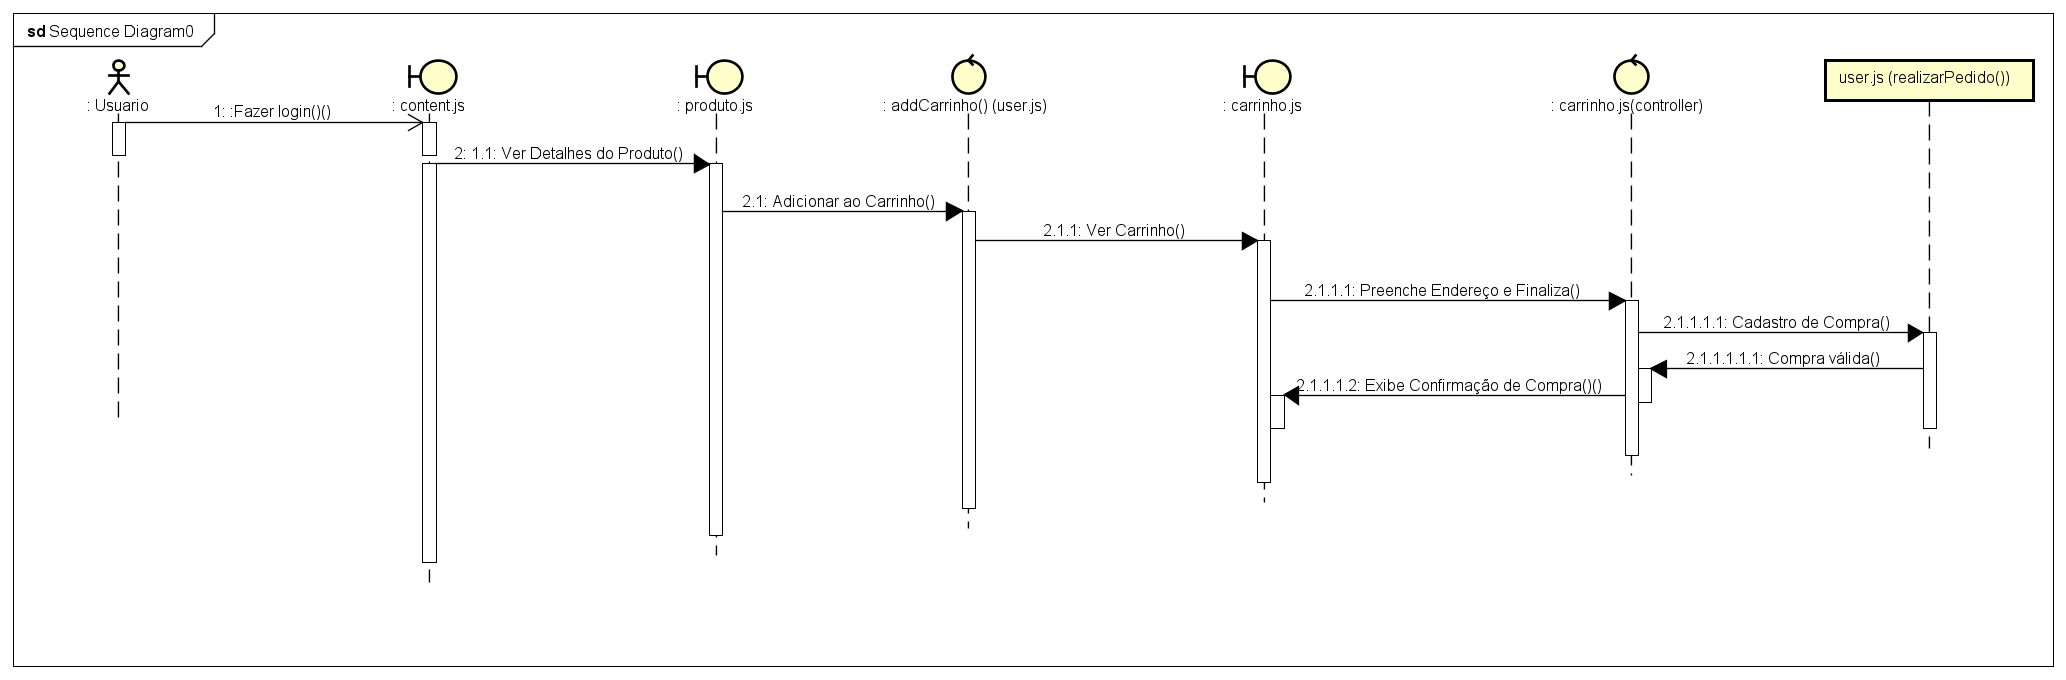 sd Sequence Diagram0
: Usuario
: content.js
: produto.js
: addCarrinho() (user.js)
: carrinho.js
: carrinho.js(controller)
user.js (realizarPedido())
1: :Fazer login()()
2: 1.1: Ver Detalhes do Produto()
2.1: Adicionar ao Carrinho()
2.1.1: Ver Carrinho()
2.1.1.1: Preenche Endereço e Finaliza()
2.1.1.1.1: Cadastro de Compra()
2.1.1.1.1.1: Compra válida()
2.1.1.1.2: Exibe Confirmação de Compra()()